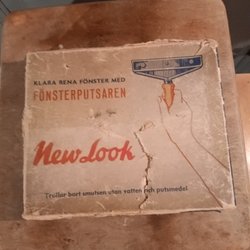 KLARA RENA FÖNSTER MED
FÖNSTERPUTSAREN
New Look
Trollar bort smutsen utan vatten och putsmedel